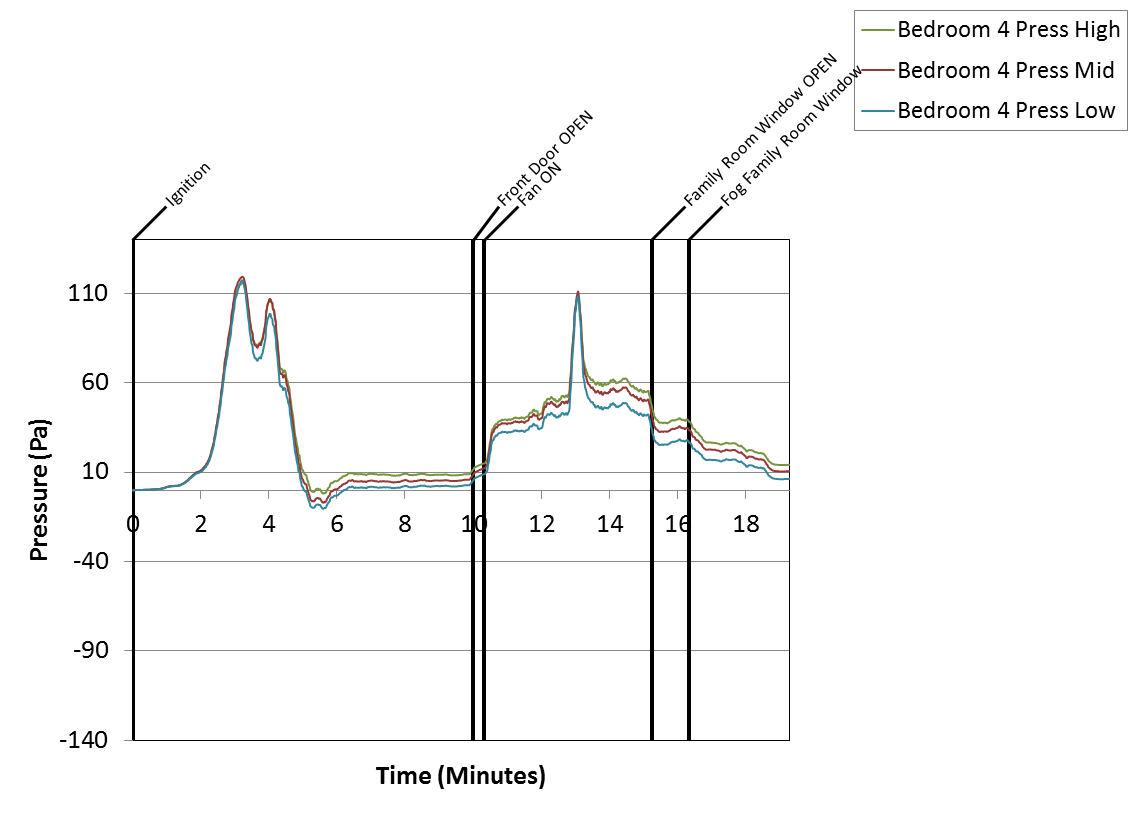 Bedroom 4 Press High
Bedroom 4 Press Mid
Bedroom 4 Press Low
Ignition
Front Door OPEN
Fan ON
Family Room Window OPEN
Fog Family Room Window
110
60
10
-40
-90
-140
0 2 4 6 8 10 12 14 16 18
Pressure (Pa)
Time (Minutes)